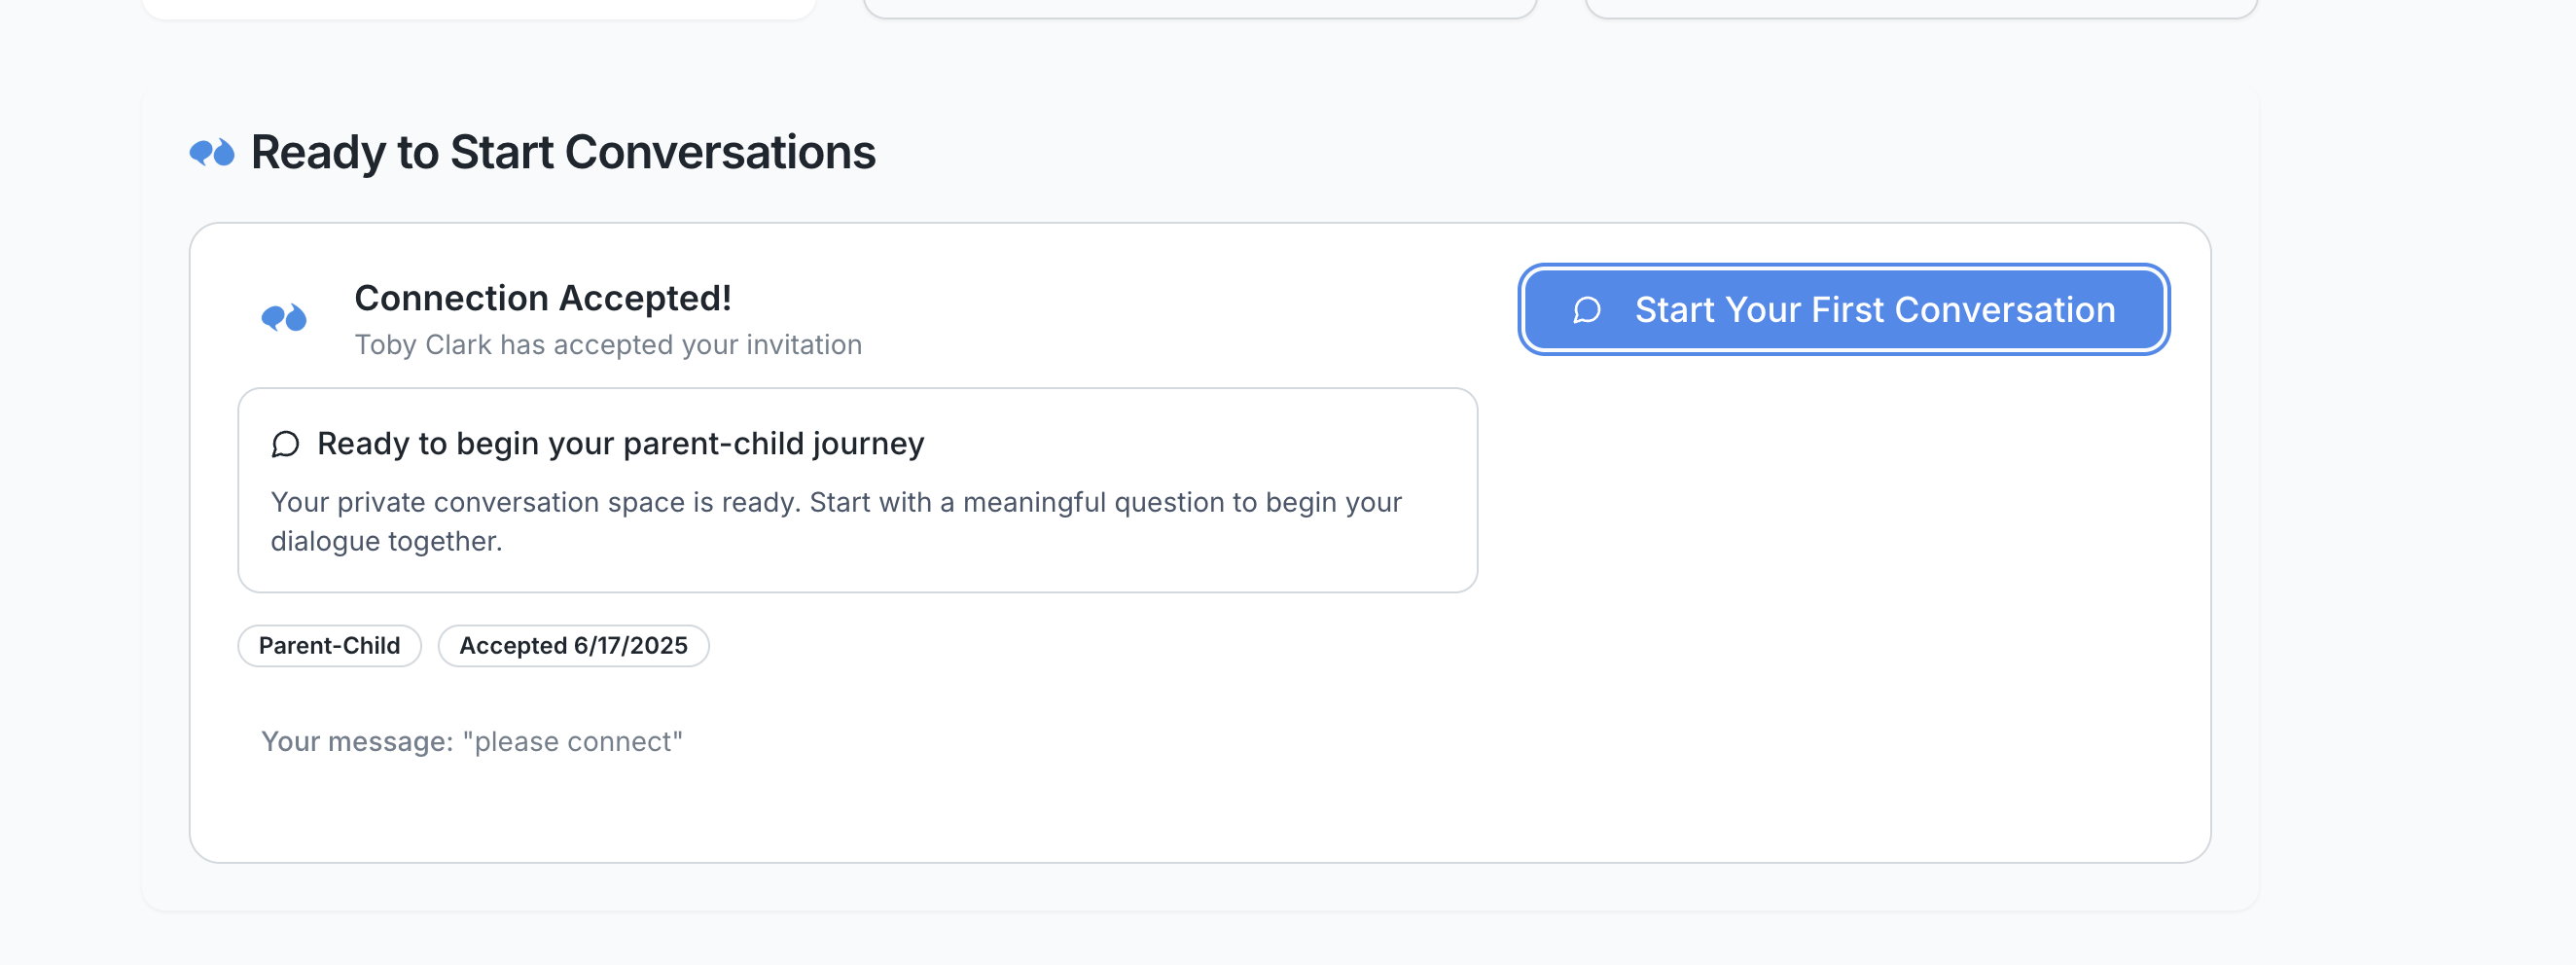 Ready to Start Conversations
Connection Accepted!
Toby Clark has accepted your invitation
Start Your First Conversation
Ready to begin your parent-child journey
Your private conversation space is ready. Start with a meaningful question to begin your
dialogue together.
Parent-Child
Accepted 6/17/2025
Your message: "please connect"